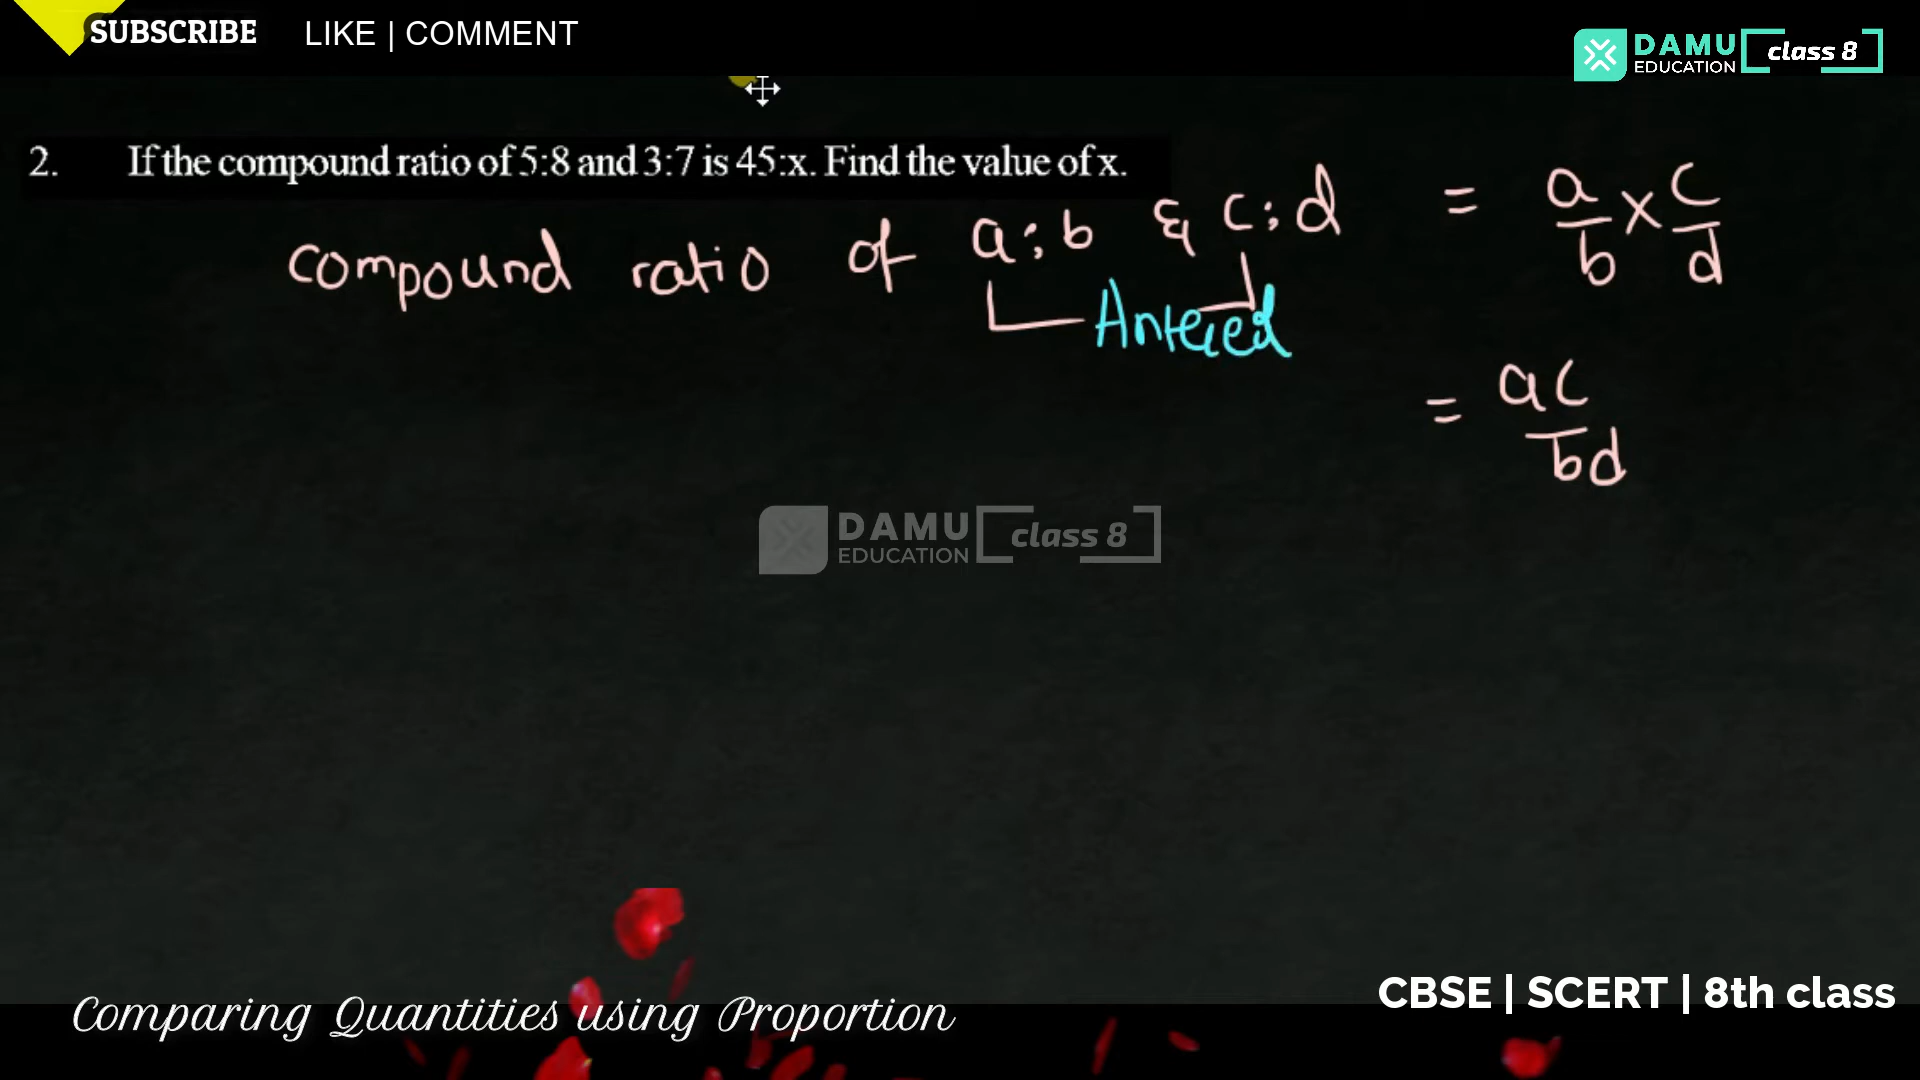 SUBSCRIBE LIKE | COMMENT
DAMU EDUCATION class 8
2. If the compound ratio of 5:8 and 3:7 is 45:x. Find the value of x.
compound ratio of a:b & c:d = a/b × c/d
= ac/bd
DAMU EDUCATION class 8
CBSE | SCERT | 8th class
Comparing Quantities using Proportion